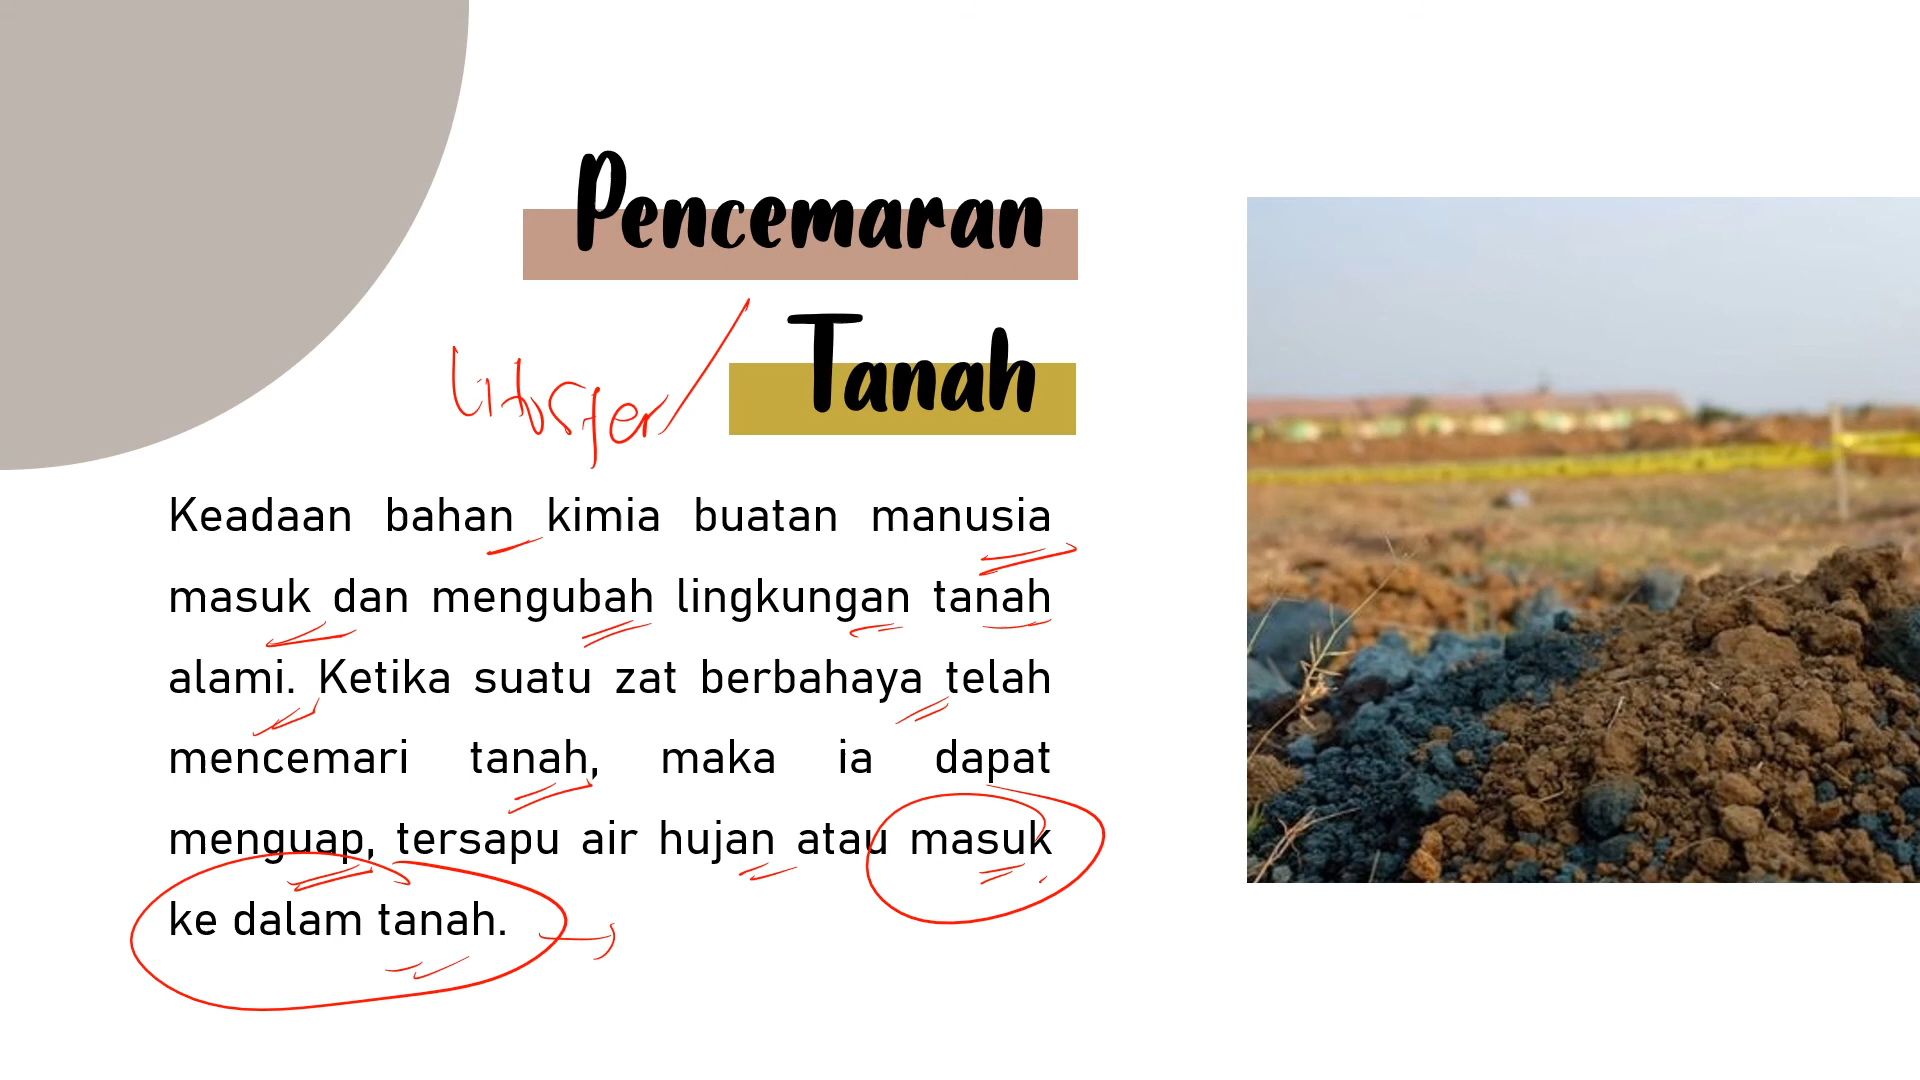 Pencemaran
Tanah
Litosfer
Keadaan bahan kimia buatan manusia
masuk dan mengubah lingkungan tanah
alami. Ketika suatu zat berbahaya telah
mencemari tanah, maka ia dapat
menguap, tersapu air hujan atau masuk
ke dalam tanah.